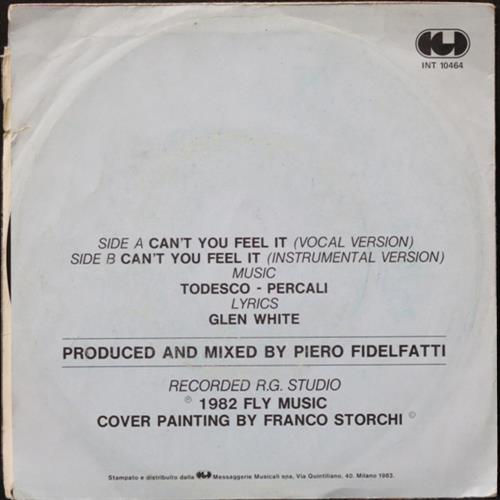 INT 10464
SIDE A CAN'T YOU FEEL IT (VOCAL VERSION)
SIDE B CAN'T YOU FEEL IT (INSTRUMENTAL VERSION)
MUSIC
TODESCO - PERCALI
LYRICS
GLEN WHITE
PRODUCED AND MIXED BY PIERO FIDELFATTI
RECORDED R.G. STUDIO
℗ 1982 FLY MUSIC
COVER PAINTING BY FRANCO STORCHI ©
Stampato e distribuito dalle CGD Messaggerie Musicali spa, Via Quintiliano, 40. Milano 1983.